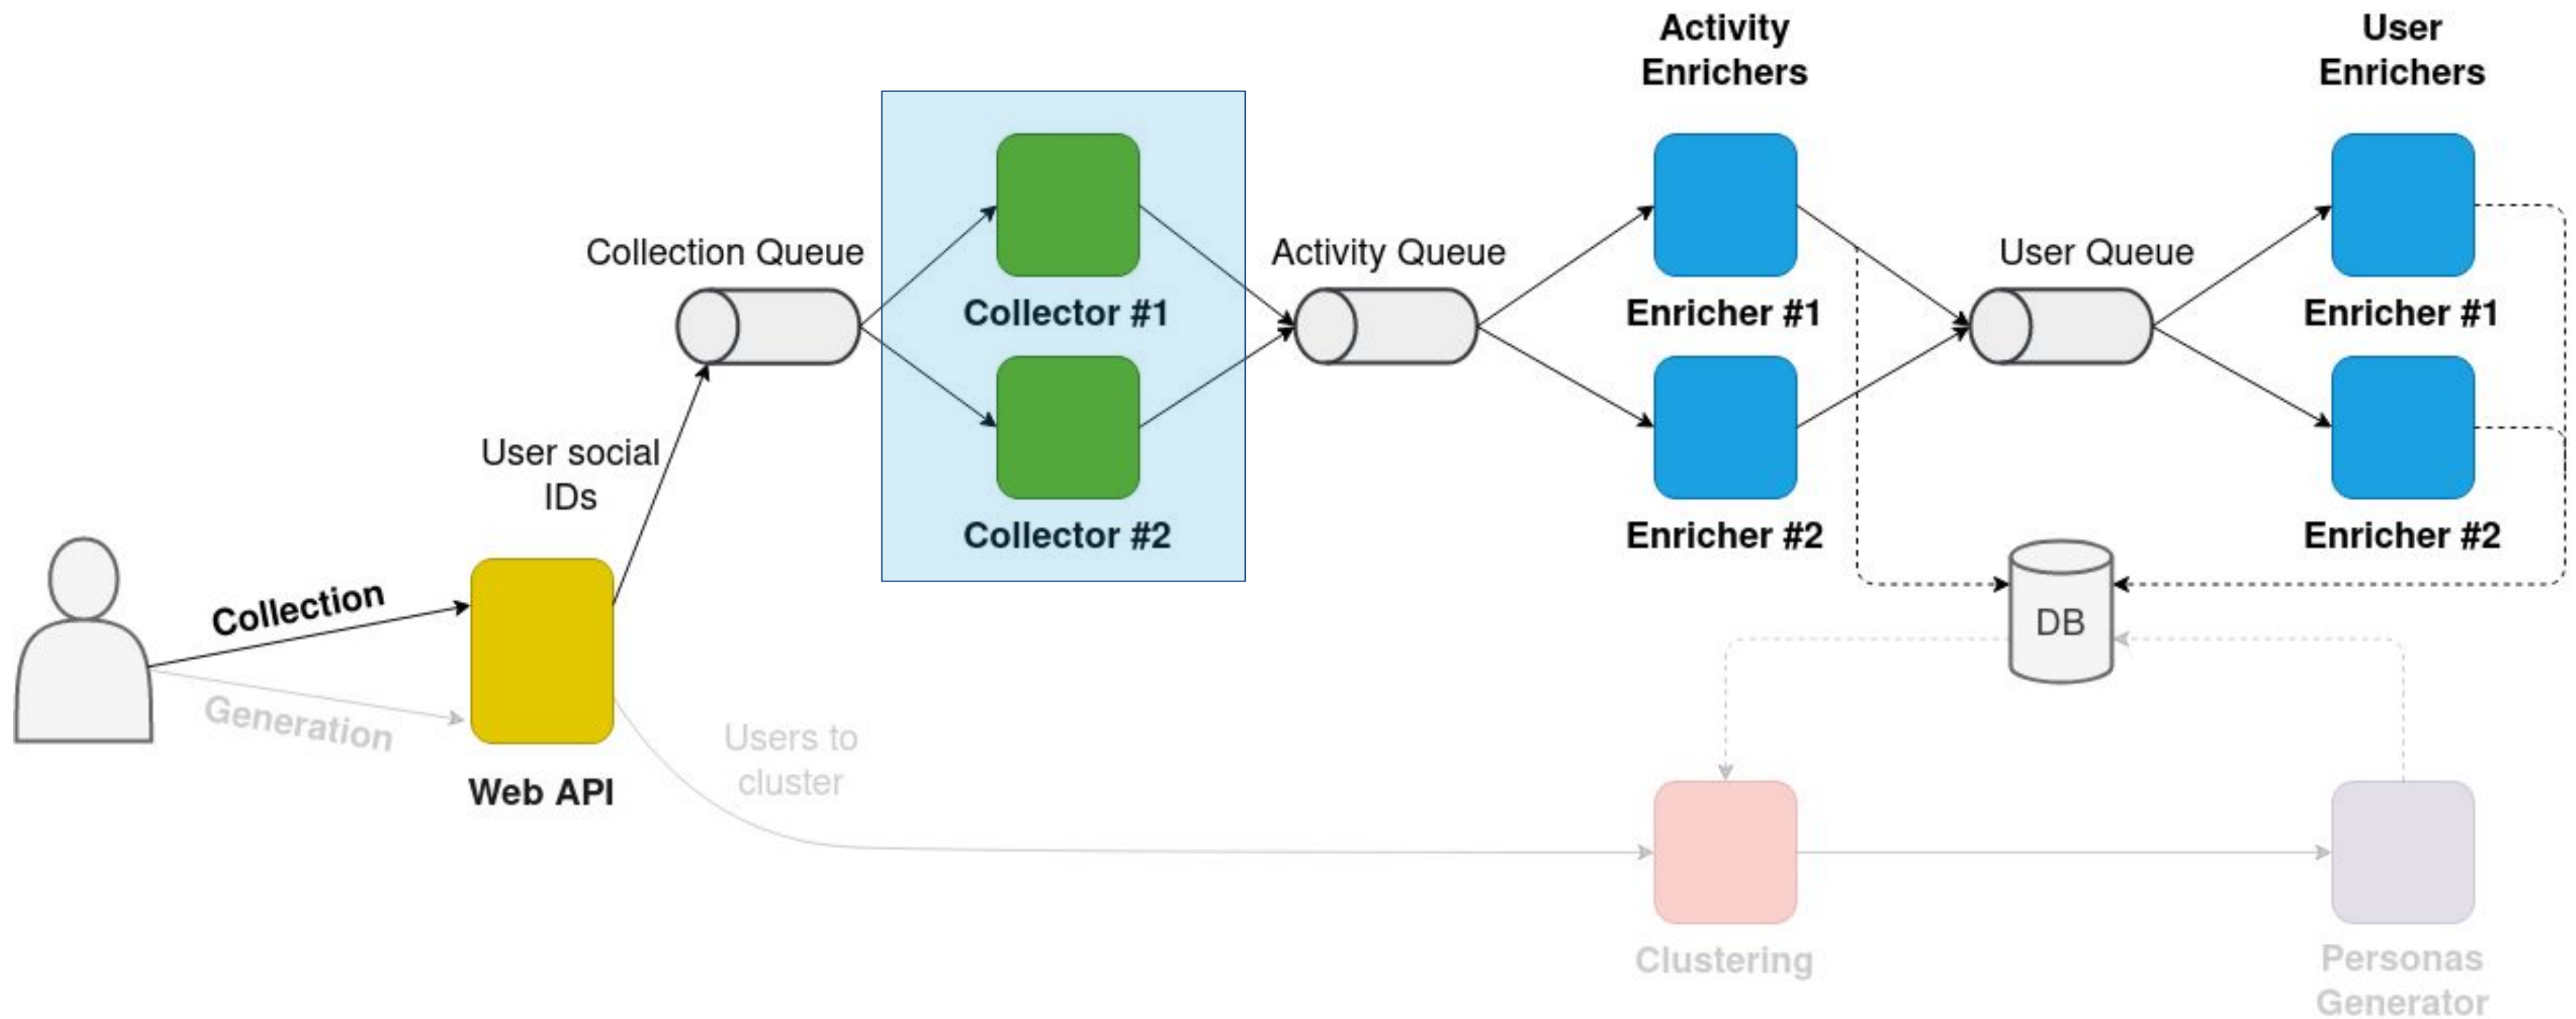 Activity
Enrichers
User
Enrichers
Collection Queue
Collector #1
Activity Queue
Enricher #1
User Queue
Enricher #1
User social
IDs
Collector #2
Enricher #2
Enricher #2
Collection
Generation
Web API
DB
Users to
cluster
Clustering
Personas
Generator